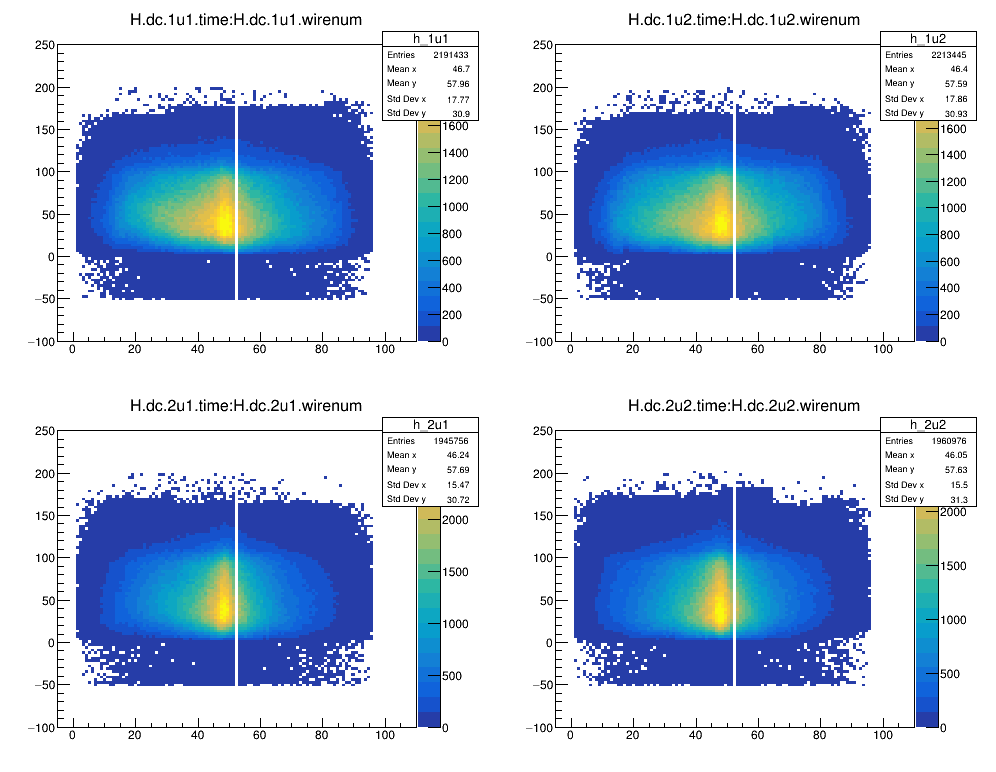 H.dc.1u1.time:H.dc.1u1.wirenum
h_1u1
Entries 2191433
Mean x 46.7
Mean y 57.96
Std Dev x 17.77
Std Dev y 30.9
250
200
150
100
50
0
−50
−100
0 20 40 60 80 100
1600
1400
1200
1000
800
600
400
200
0
H.dc.1u2.time:H.dc.1u2.wirenum
h_1u2
Entries 2213445
Mean x 46.4
Mean y 57.59
Std Dev x 17.86
Std Dev y 30.93
250
200
150
100
50
0
−50
−100
0 20 40 60 80 100
1600
1400
1200
1000
800
600
400
200
0
H.dc.2u1.time:H.dc.2u1.wirenum
h_2u1
Entries 1945756
Mean x 46.24
Mean y 57.69
Std Dev x 15.47
Std Dev y 30.72
250
200
150
100
50
0
−50
−100
0 20 40 60 80 100
2000
1500
1000
500
0
H.dc.2u2.time:H.dc.2u2.wirenum
h_2u2
Entries 1960976
Mean x 46.05
Mean y 57.63
Std Dev x 15.5
Std Dev y 31.3
250
200
150
100
50
0
−50
−100
0 20 40 60 80 100
2000
1500
1000
500
0